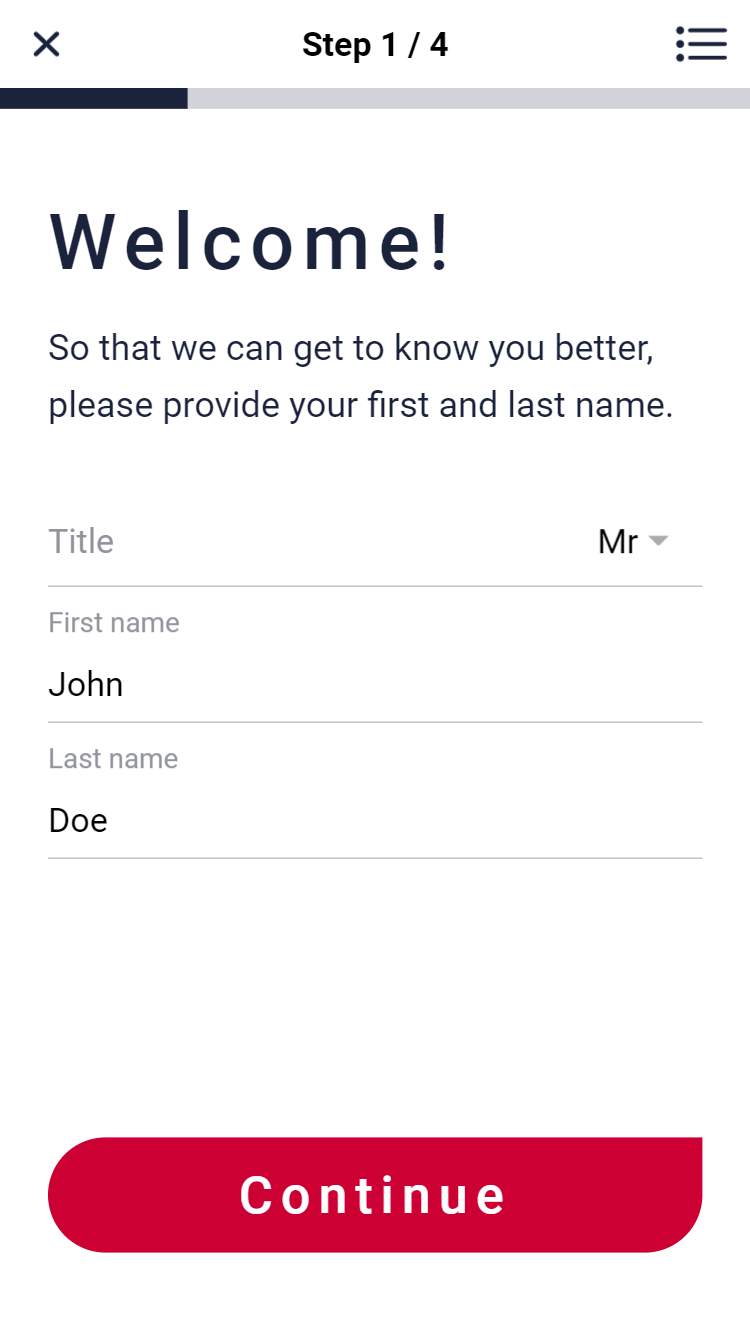 Step 1 / 4
Welcome!
So that we can get to know you better,
please provide your first and last name.
Title Mr
First name
John
Last name
Doe
Continue